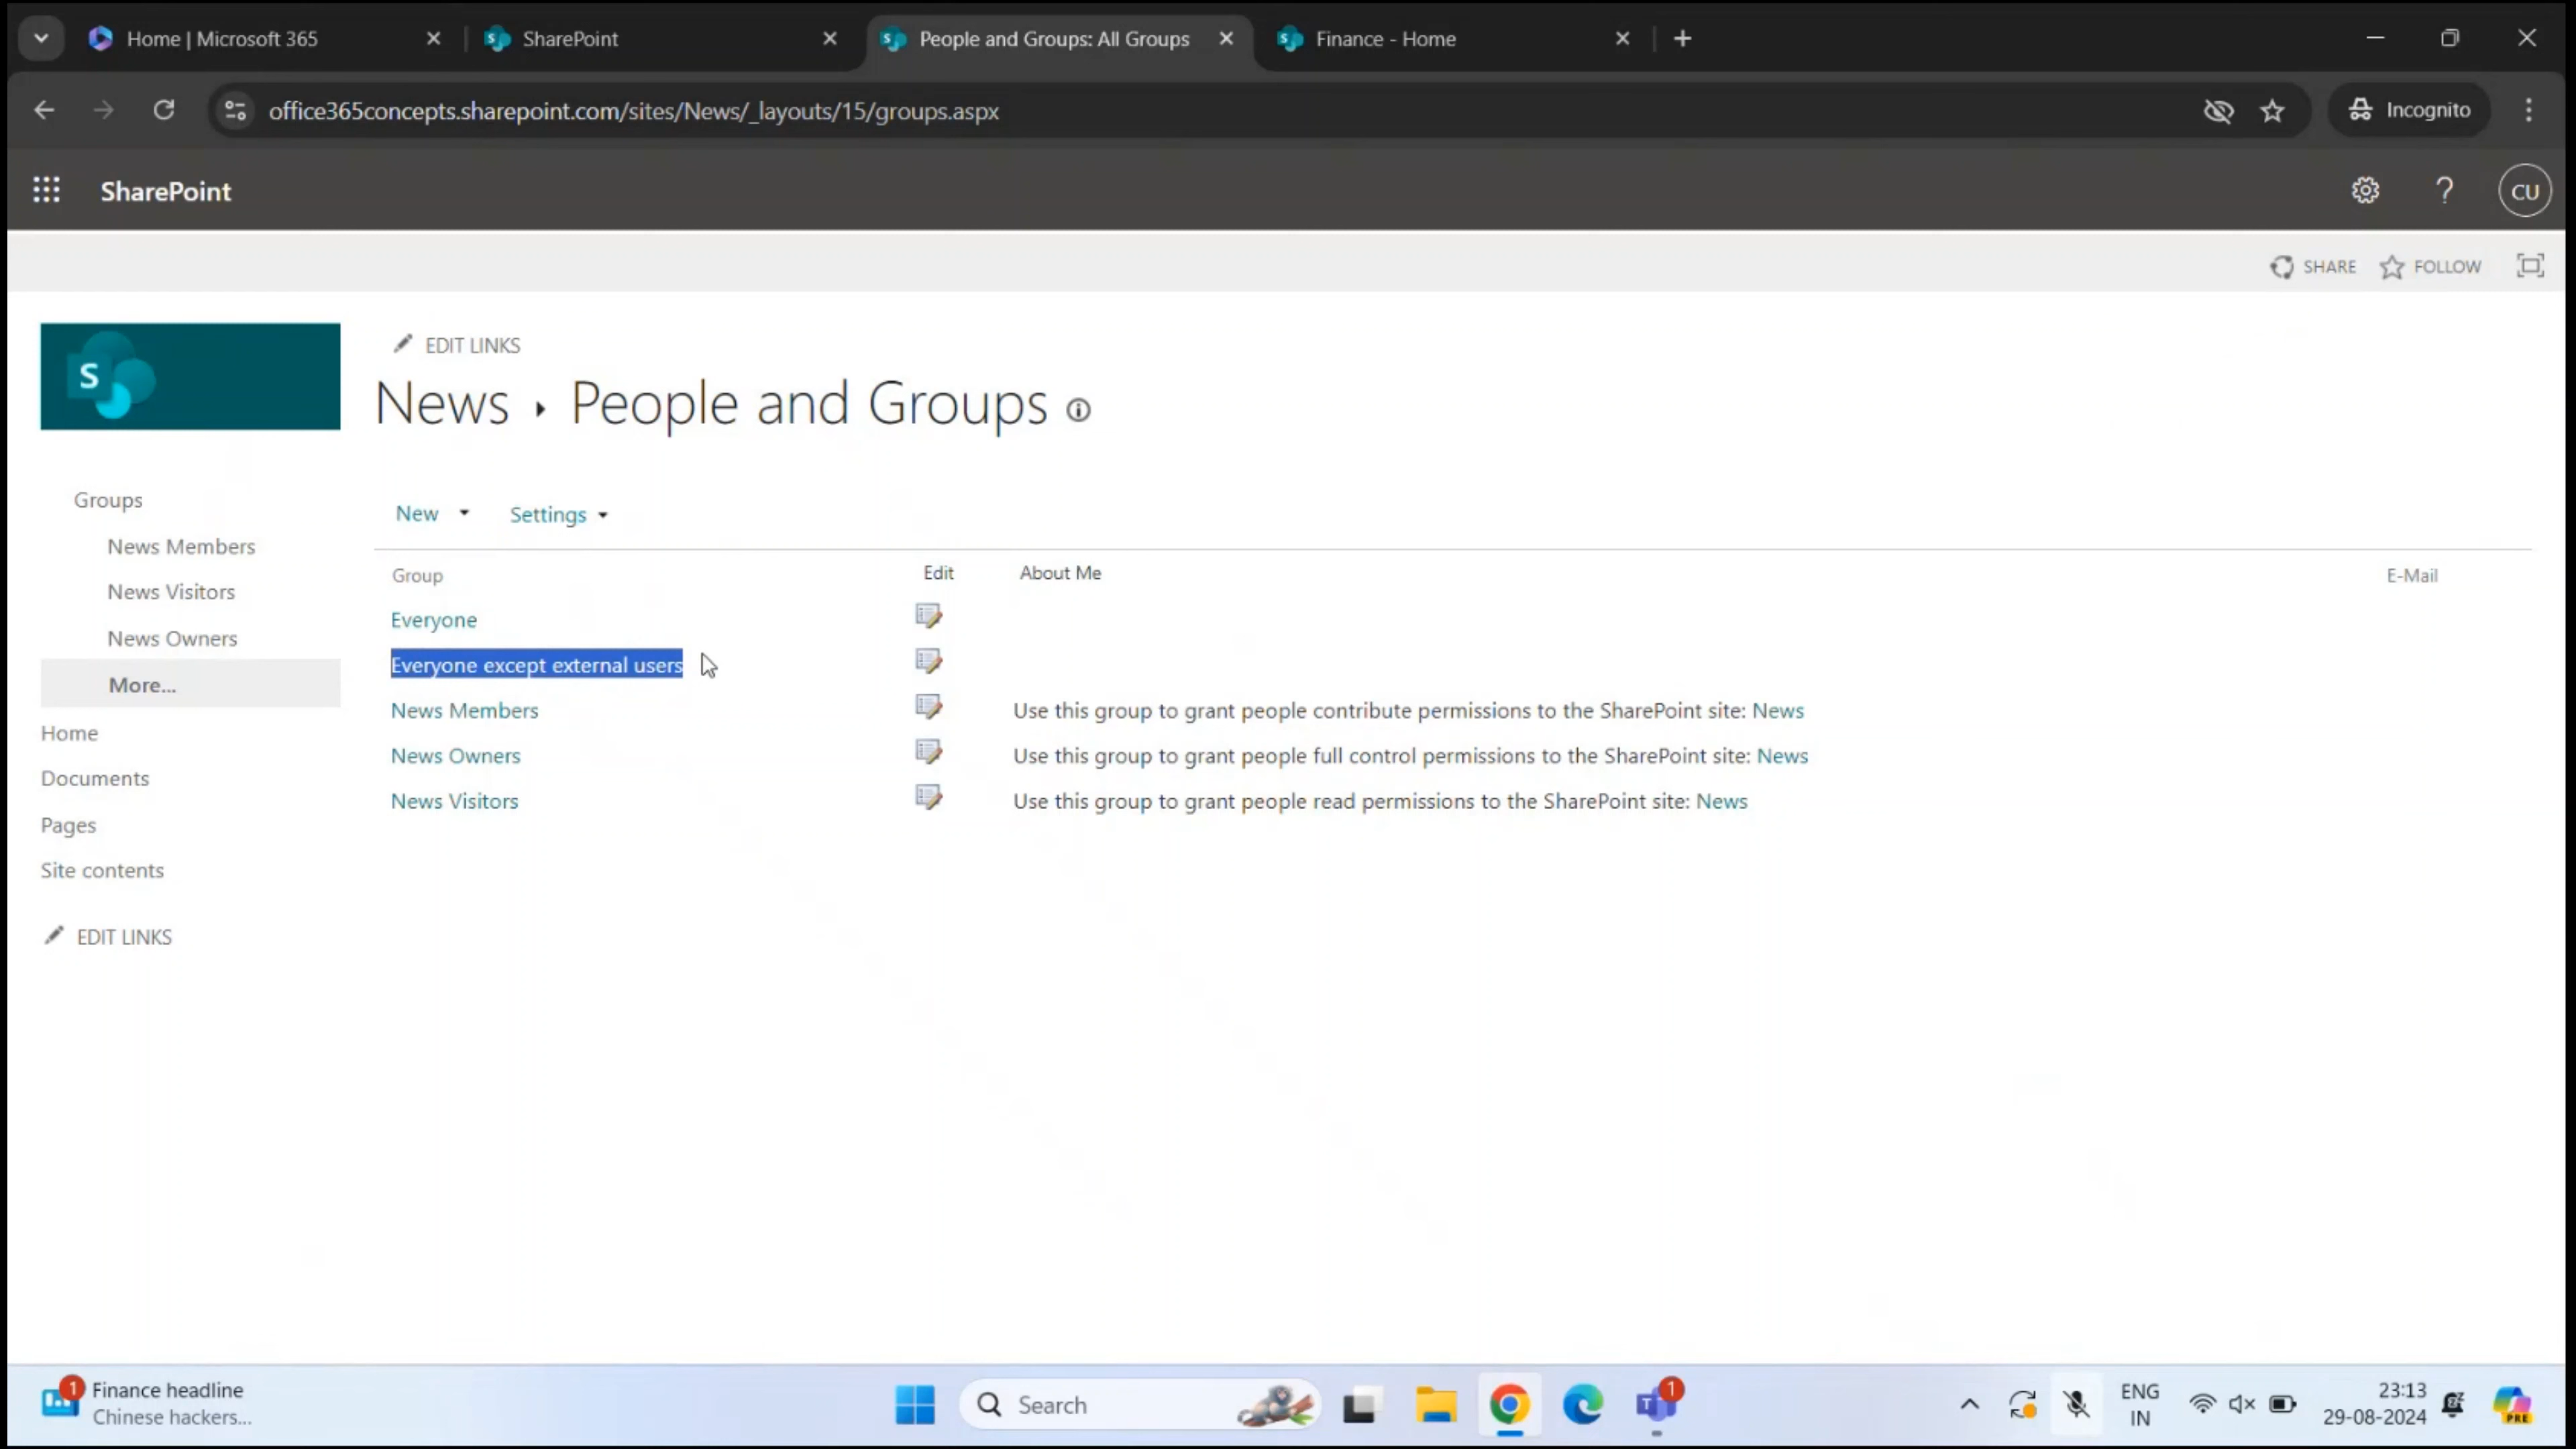 Home | Microsoft 365
SharePoint
People and Groups: All Groups
Finance - Home
office365concepts.sharepoint.com/sites/News/_layouts/15/groups.aspx
Incognito
SharePoint
?
CU
SHARE
FOLLOW
S
EDIT LINKS
News ▸ People and Groups
Groups
News Members
News Visitors
News Owners
More...
Home
Documents
Pages
Site contents
EDIT LINKS
New
Settings
Group
Edit
About Me
E-Mail
Everyone
Everyone except external users
News Members
Use this group to grant people contribute permissions to the SharePoint site: News
News Owners
Use this group to grant people full control permissions to the SharePoint site: News
News Visitors
Use this group to grant people read permissions to the SharePoint site: News
1
Finance headline
Chinese hackers...
Search
1
ENG
IN
23:13
29-08-2024
PRE